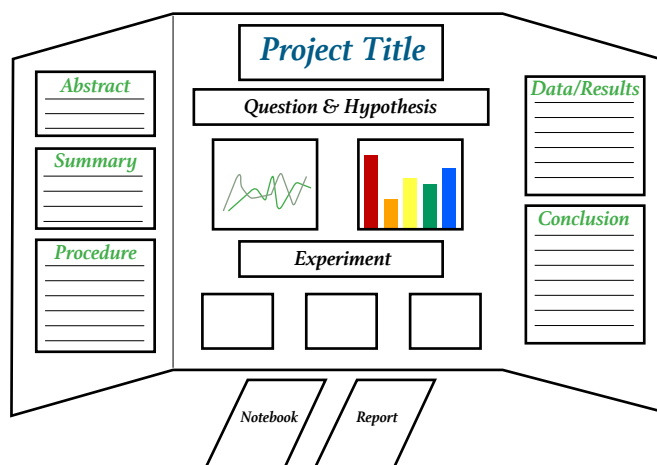 Project Title
Question & Hypothesis
Abstract
Summary
Procedure
Experiment
Data/Results
Conclusion
Notebook
Report